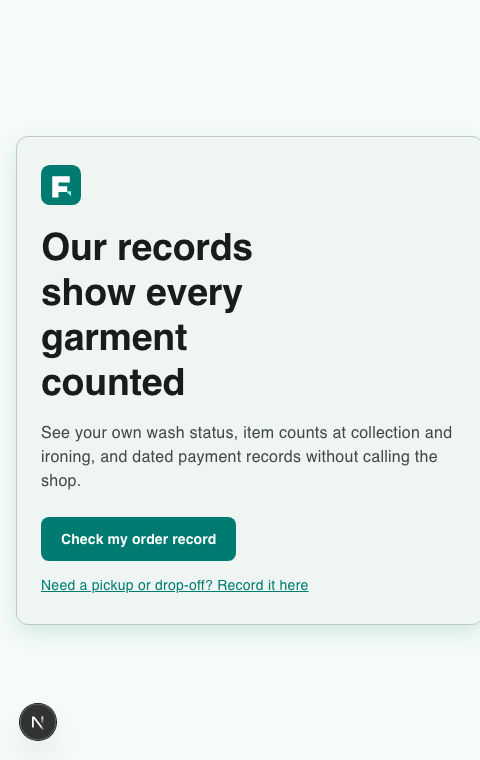 F
Our records
show every
garment
counted
See your own wash status, item counts at collection and
ironing, and dated payment records without calling the
shop.
Check my order record
Need a pickup or drop-off? Record it here
N